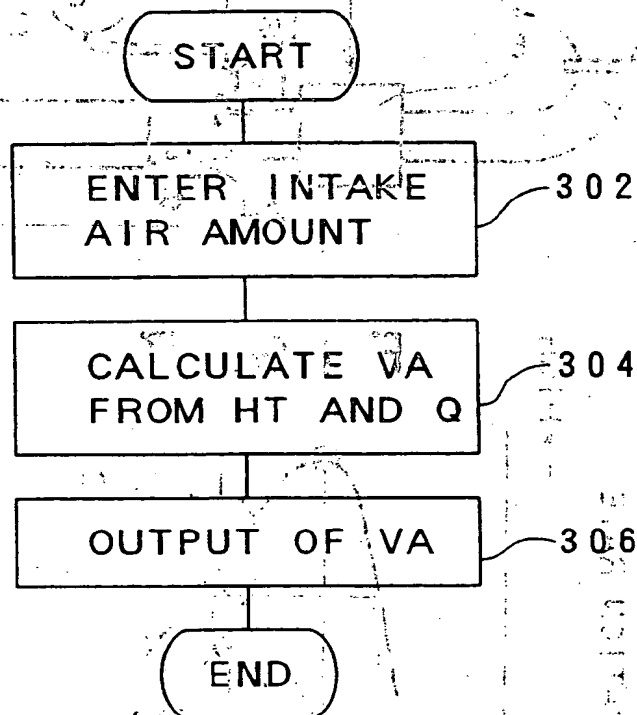 START
ENTER INTAKE
AIR AMOUNT
302
CALCULATE VA
FROM HT AND Q
304
OUTPUT OF VA
306
END